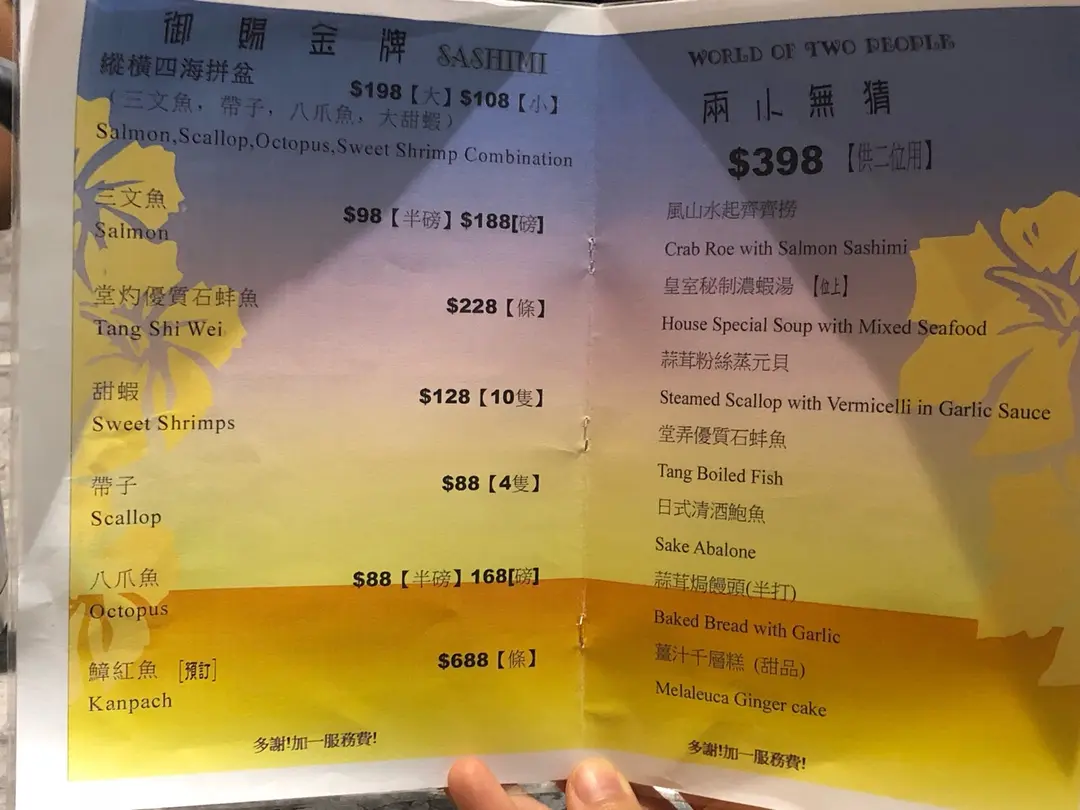 御賜金牌 SASHIMI
縱橫四海拼盆 $198【大】$108【小】
(三文魚，帶子，八爪魚，大甜蝦)
Salmon,Scallop,Octopus,Sweet Shrimp Combination
三文魚 $98【半磅】$188[磅]
Salmon
堂灼優質石蚌魚 $228【條】
Tang Shi Wei
甜蝦 $128【10隻】
Sweet Shrimps
帶子 $88【4隻】
Scallop
八爪魚 $88【半磅】168[磅]
Octopus
鱆紅魚 [預訂] $688【條】
Kanpach
多謝!加一服務費!
WORLD OF TWO PEOPLE
兩小無猜
$398【供二位用】
風山水起齊齊撈
Crab Roe with Salmon Sashimi
皇室秘制濃蝦湯【位上】
House Special Soup with Mixed Seafood
蒜茸粉絲蒸元貝
Steamed Scallop with Vermicelli in Garlic Sauce
堂弄優質石蚌魚
Tang Boiled Fish
日式清酒鮑魚
Sake Abalone
蒜茸焗饅頭(半打)
Baked Bread with Garlic
薑汁千層糕 (甜品)
Melaleuca Ginger cake
多謝!加一服務費!